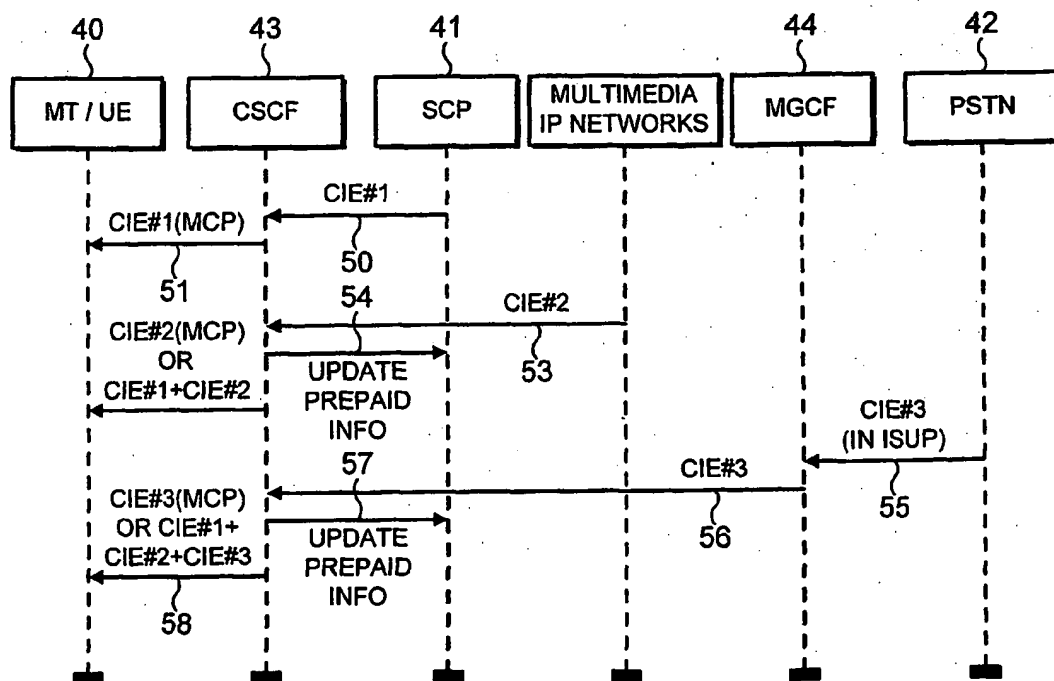 40
43
41
44
42
MT / UE
CSCF
SCP
MULTIMEDIA
IP NETWORKS
MGCF
PSTN
CIE#1
CIE#1(MCP)
50
51
54
CIE#2
CIE#2(MCP)
OR
CIE#1+CIE#2
53
UPDATE
PREPAID
INFO
CIE#3
(IN ISUP)
57
CIE#3
55
CIE#3(MCP)
OR CIE#1+
CIE#2+CIE#3
56
UPDATE
PREPAID
INFO
58